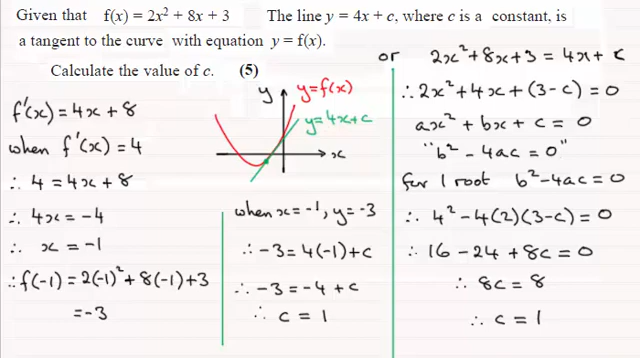 Given that f(x) = 2x² + 8x + 3 The line y = 4x + c, where c is a constant, is
a tangent to the curve with equation y = f(x).
Calculate the value of c. (5)
f'(x) = 4x + 8
when f'(x) = 4
∴ 4 = 4x + 8
∴ 4x = -4
∴ x = -1
∴ f(-1) = 2(-1)² + 8(-1) + 3
= -3
y
y = f(x)
y = 4x + c
x
when x = -1, y = -3
∴ -3 = 4(-1) + c
∴ -3 = -4 + c
∴ c = 1
or 2x² + 8x + 3 = 4x + c
∴ 2x² + 4x + (3 - c) = 0
ax² + bx + c = 0
"b² - 4ac = 0"
for 1 root b² - 4ac = 0
∴ 4² - 4(2)(3 - c) = 0
∴ 16 - 24 + 8c = 0
∴ 8c = 8
∴ c = 1